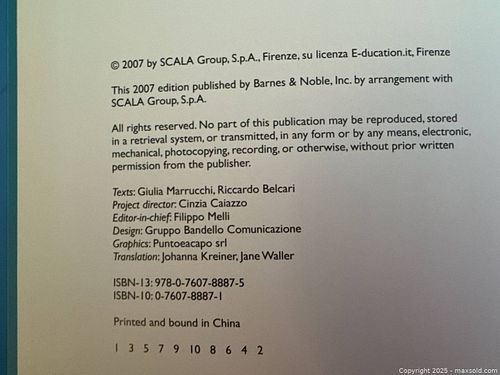 © 2007 by SCALA Group, S.p.A., Firenze, su licenza E-ducation.it, Firenze
This 2007 edition published by Barnes & Noble, Inc. by arrangement with
SCALA Group, S.p.A.
All rights reserved. No part of this publication may be reproduced, stored
in a retrieval system, or transmitted, in any form or by any means, electronic,
mechanical, photocopying, recording, or otherwise, without prior written
permission from the publisher.
Texts: Giulia Marrucchi, Riccardo Belcari
Project director: Cinzia Caiazzo
Editor-in-chief: Filippo Melli
Design: Gruppo Bandello Comunicazione
Graphics: Puntoeacapo srl
Translation: Johanna Kreiner, Jane Waller
ISBN-13: 978-0-7607-8887-5
ISBN-10: 0-7607-8887-1
Printed and bound in China
1 3 5 7 9 10 8 6 4 2
Copyright 2025 - maxsold.com